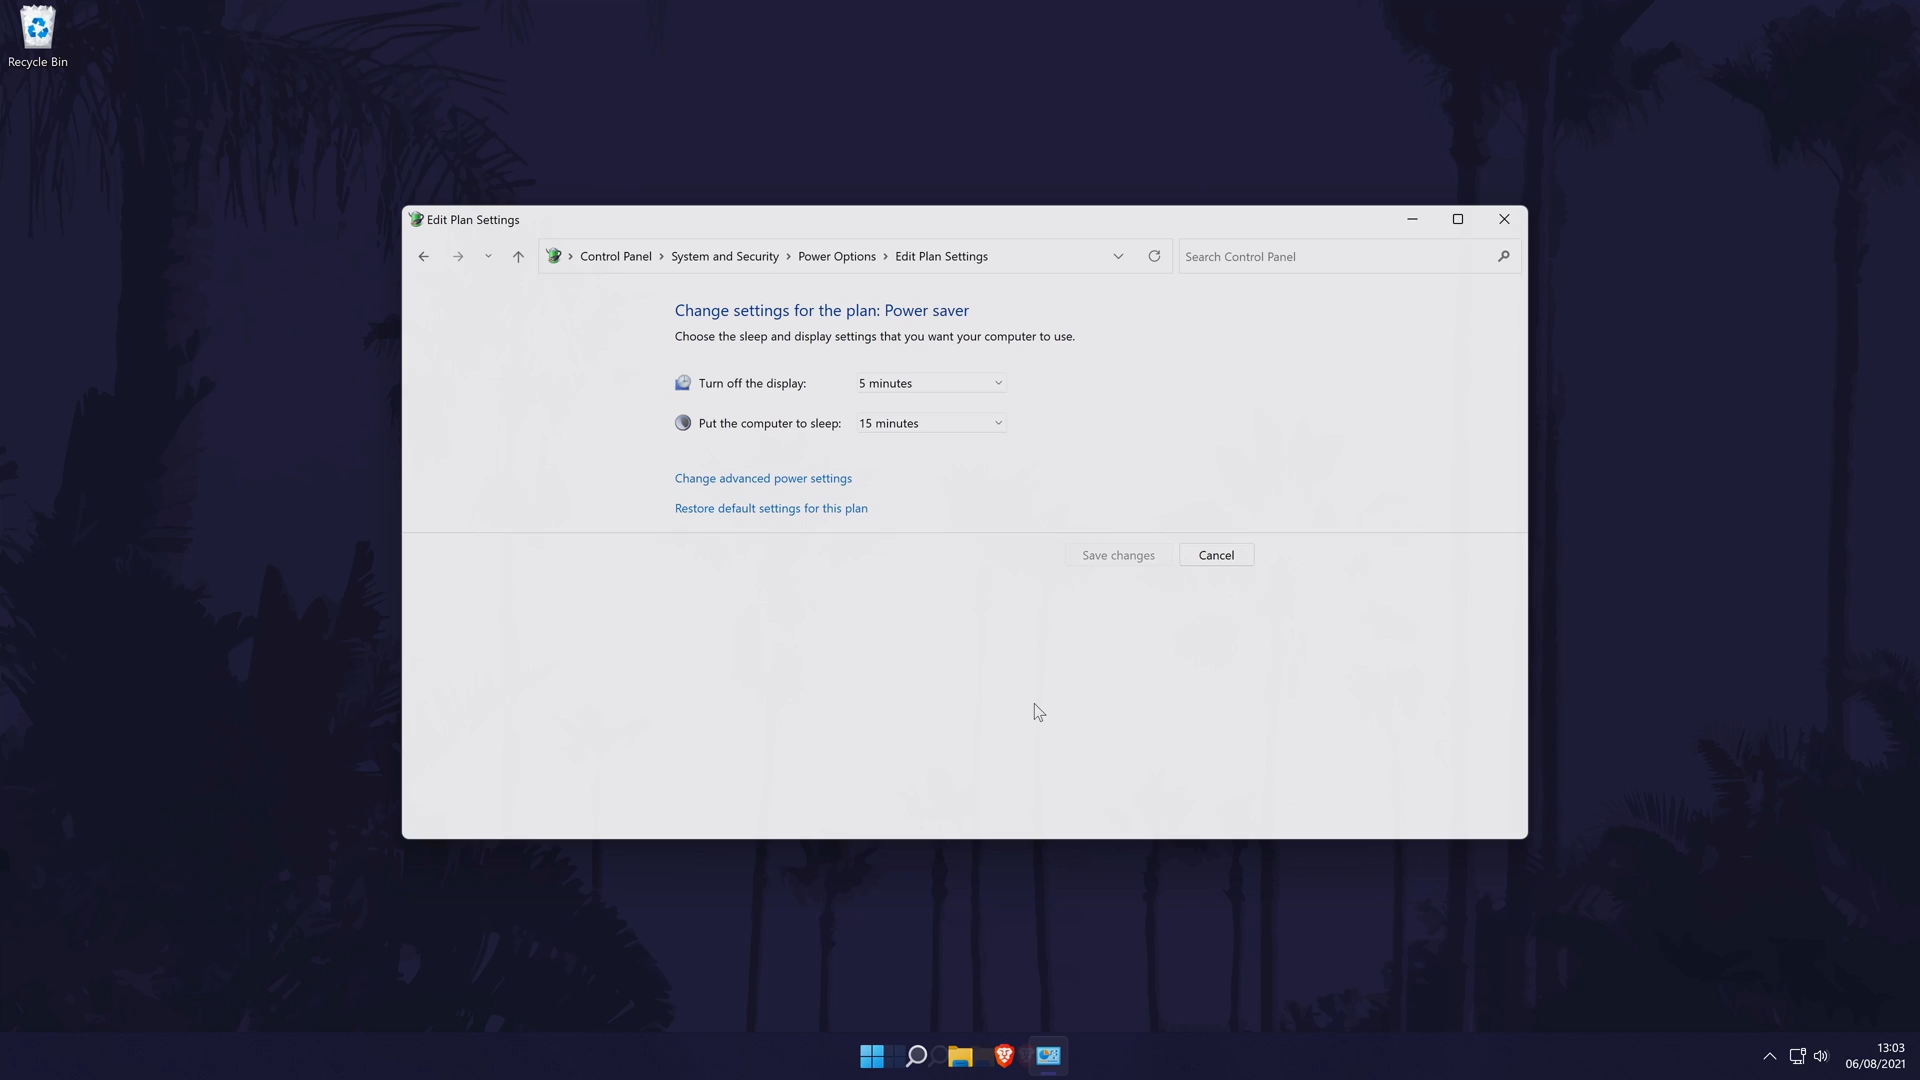 Recycle Bin
Edit Plan Settings
Control Panel > System and Security > Power Options > Edit Plan Settings
Search Control Panel
Change settings for the plan: Power saver
Choose the sleep and display settings that you want your computer to use.
Turn off the display: 5 minutes
Put the computer to sleep: 15 minutes
Change advanced power settings
Restore default settings for this plan
Save changes Cancel
13:03
06/08/2021